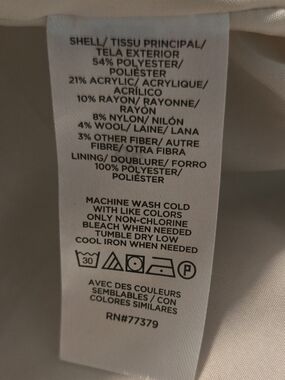 SHELL/ TISSU PRINCIPAL/
TELA EXTERIOR
54% POLYESTER/
POLIÉSTER
21% ACRYLIC/ ACRYLIQUE/
ACRÍLICO
10% RAYON/ RAYONNE/
RAYÓN
8% NYLON/ NILÓN
4% WOOL/ LAINE/ LANA
3% OTHER FIBER/ AUTRE
FIBRE/ OTRA FIBRA
LINING/ DOUBLURE/ FORRO
100% POLYESTER/
POLIÉSTER
MACHINE WASH COLD
WITH LIKE COLORS
ONLY NON-CHLORINE
BLEACH WHEN NEEDED
TUMBLE DRY LOW
COOL IRON WHEN NEEDED
30 P
AVEC DES COULEURS
SEMBLABLES / CON
COLORES SIMILARES
RN#77379